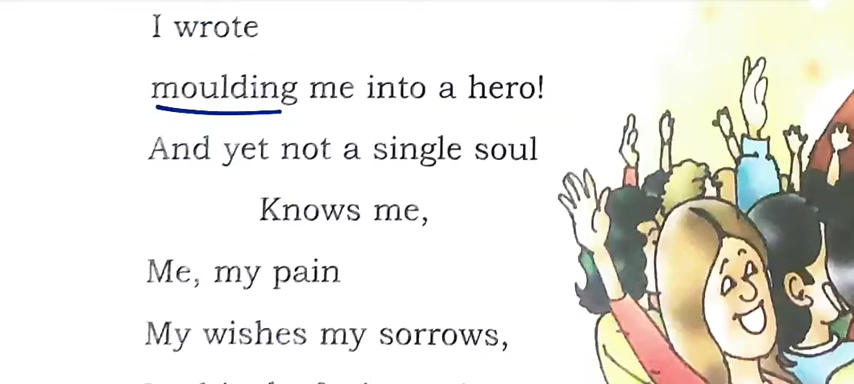 I wrote
moulding me into a hero!
And yet not a single soul
Knows me,
Me, my pain
My wishes my sorrows,